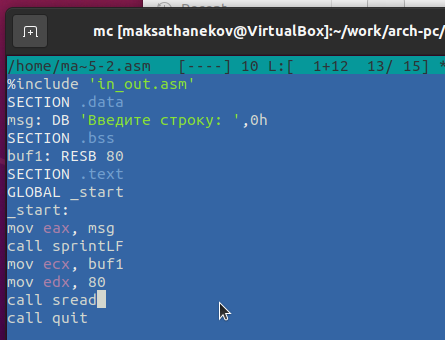 Recent
mc [maksathanekov@VirtualBox]:~/work/arch-pc/
/home/ma~5-2.asm [----] 10 L:[ 1+12 13/ 15] *
%include 'in_out.asm'
SECTION .data
msg: DB 'Введите строку: ',0h
SECTION .bss
buf1: RESB 80
SECTION .text
GLOBAL _start
_start:
mov eax, msg
call sprintLF
mov ecx, buf1
mov edx, 80
call sread
call quit